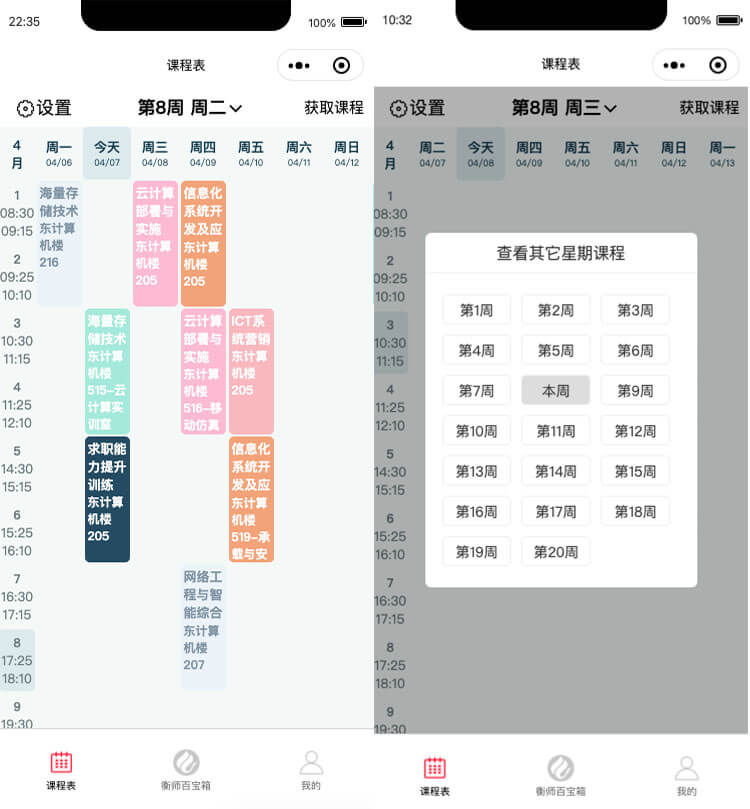 22:35
100%
课程表
设置
第8周 周二
获取课程
4
月
周一
04/06
今天
04/07
周三
04/08
周四
04/09
周五
04/10
周六
04/11
周日
04/12
1
08:30
09:15
2
09:25
10:10
3
10:30
11:15
4
11:25
12:10
5
14:30
15:15
6
15:25
16:10
7
16:30
17:15
8
17:25
18:10
9
19:30
海量存
储技术
东计算
机楼
216
海量存
储技术
东计算
机楼
515-云
计算实
训室
求职能
力提升
训练
东计算
机楼
205
云计算
部署与
实施
东计算
机楼
205
信息化
系统开
发及应
东计算
机楼
205
云计算
部署与
实施
东计算
机楼
516-移
动仿真
网络工
程与智
能综合
东计算
机楼
207
ICT系
统营销
东计算
机楼
205
信息化
系统开
发及应
东计算
机楼
519-承
载与安
课程表
衡师百宝箱
我的
10:32
100%
课程表
设置
第8周 周三
获取课程
4
月
周二
04/07
今天
04/08
周四
04/09
周五
04/10
周六
04/11
周日
04/12
周一
04/13
1
08:30
09:15
2
09:25
10:10
3
10:30
11:15
4
11:25
12:10
5
14:30
15:15
6
15:25
16:10
7
16:30
17:15
8
17:25
18:10
9
19:30
查看其它星期课程
第1周 第2周 第3周
第4周 第5周 第6周
第7周 本周 第9周
第10周 第11周 第12周
第13周 第14周 第15周
第16周 第17周 第18周
第19周 第20周
课程表
衡师百宝箱
我的